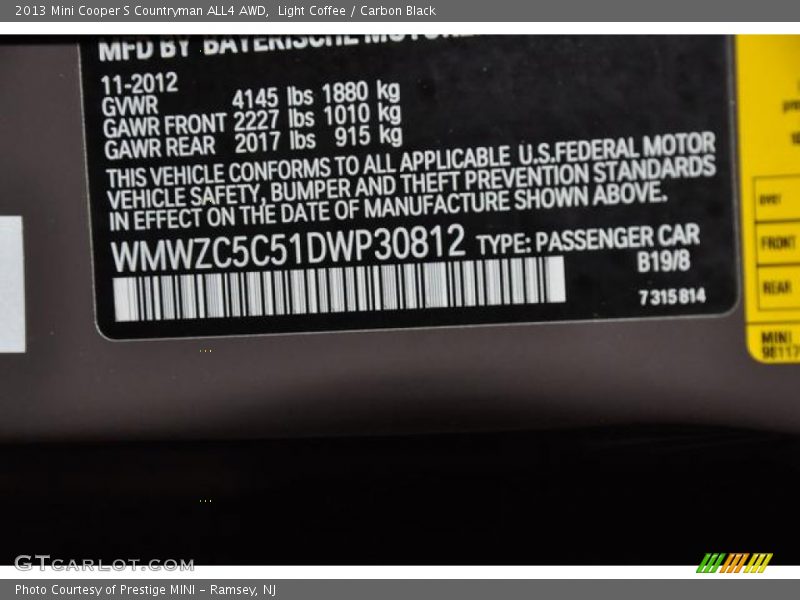 2013 Mini Cooper S Countryman ALL4 AWD, Light Coffee / Carbon Black
MFD BY BAYERISCHE
11-2012
GVWR 4145 lbs 1880 kg
GAWR FRONT 2227 lbs 1010 kg
GAWR REAR 2017 lbs 915 kg
THIS VEHICLE CONFORMS TO ALL APPLICABLE U.S.FEDERAL MOTOR
VEHICLE SAFETY, BUMPER AND THEFT PREVENTION STANDARDS
IN EFFECT ON THE DATE OF MANUFACTURE SHOWN ABOVE.
WMWZC5C51DWP30812 TYPE: PASSENGER CAR
B19/8
7315814
FRONT
REAR
MINI
GTCARLOT.COM
Photo Courtesy of Prestige MINI - Ramsey, NJ